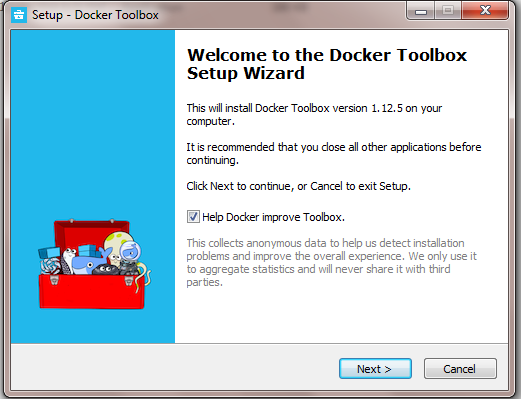 Setup - Docker Toolbox
Welcome to the Docker Toolbox
Setup Wizard
This will install Docker Toolbox version 1.12.5 on your
computer.
It is recommended that you close all other applications before
continuing.
Click Next to continue, or Cancel to exit Setup.
Help Docker improve Toolbox.
This collects anonymous data to help us detect installation
problems and improve the overall experience. We only use it
to aggregate statistics and will never share it with third
parties.
Next >
Cancel